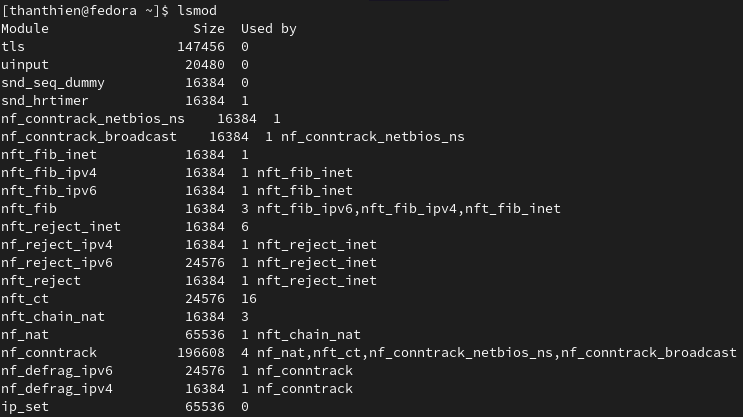 [thanthien@fedora ~]$ lsmod
Module                  Size  Used by
tls                   147456  0
uinput                 20480  0
snd_seq_dummy          16384  0
snd_hrtimer            16384  1
nf_conntrack_netbios_ns    16384  1
nf_conntrack_broadcast    16384  1 nf_conntrack_netbios_ns
nft_fib_inet           16384  1
nft_fib_ipv4           16384  1 nft_fib_inet
nft_fib_ipv6           16384  1 nft_fib_inet
nft_fib                16384  3 nft_fib_ipv6,nft_fib_ipv4,nft_fib_inet
nft_reject_inet        16384  6
nf_reject_ipv4         16384  1 nft_reject_inet
nf_reject_ipv6         24576  1 nft_reject_inet
nft_reject             16384  1 nft_reject_inet
nft_ct                 24576  16
nft_chain_nat          16384  3
nf_nat                 65536  1 nft_chain_nat
nf_conntrack          196608  4 nf_nat,nft_ct,nf_conntrack_netbios_ns,nf_conntrack_broadcast
nf_defrag_ipv6         24576  1 nf_conntrack
nf_defrag_ipv4         16384  1 nf_conntrack
ip_set                 65536  0